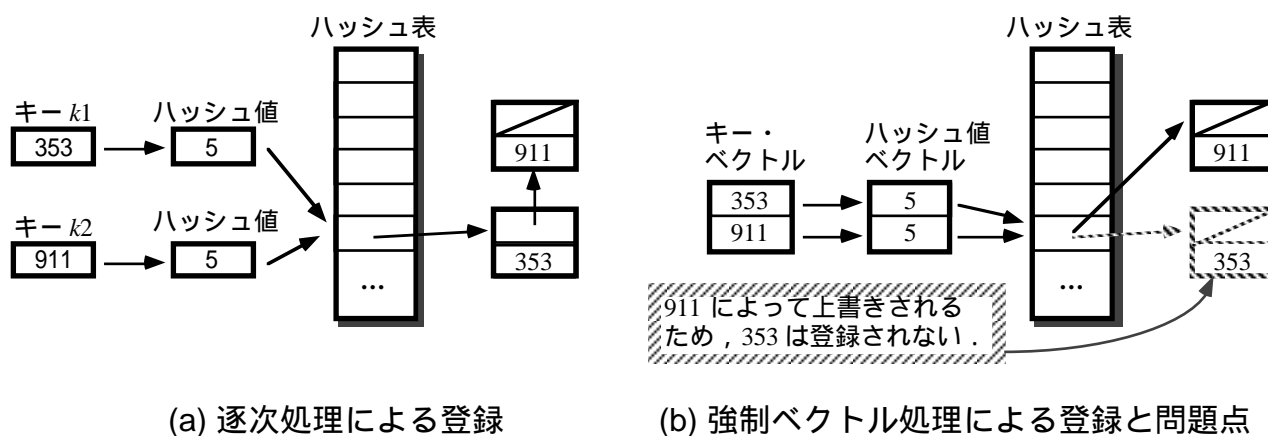 ハッシュ表
キー k1
ハッシュ値
353
5
911
キー k2
ハッシュ値
911
5
353
...
(a) 逐次処理による登録
ハッシュ表
キー・
ベクトル
ハッシュ値
ベクトル
911
353
5
911
5
353
...
911 によって上書きされる
ため , 353 は登録されない .
(b) 強制ベクトル処理による登録と問題点